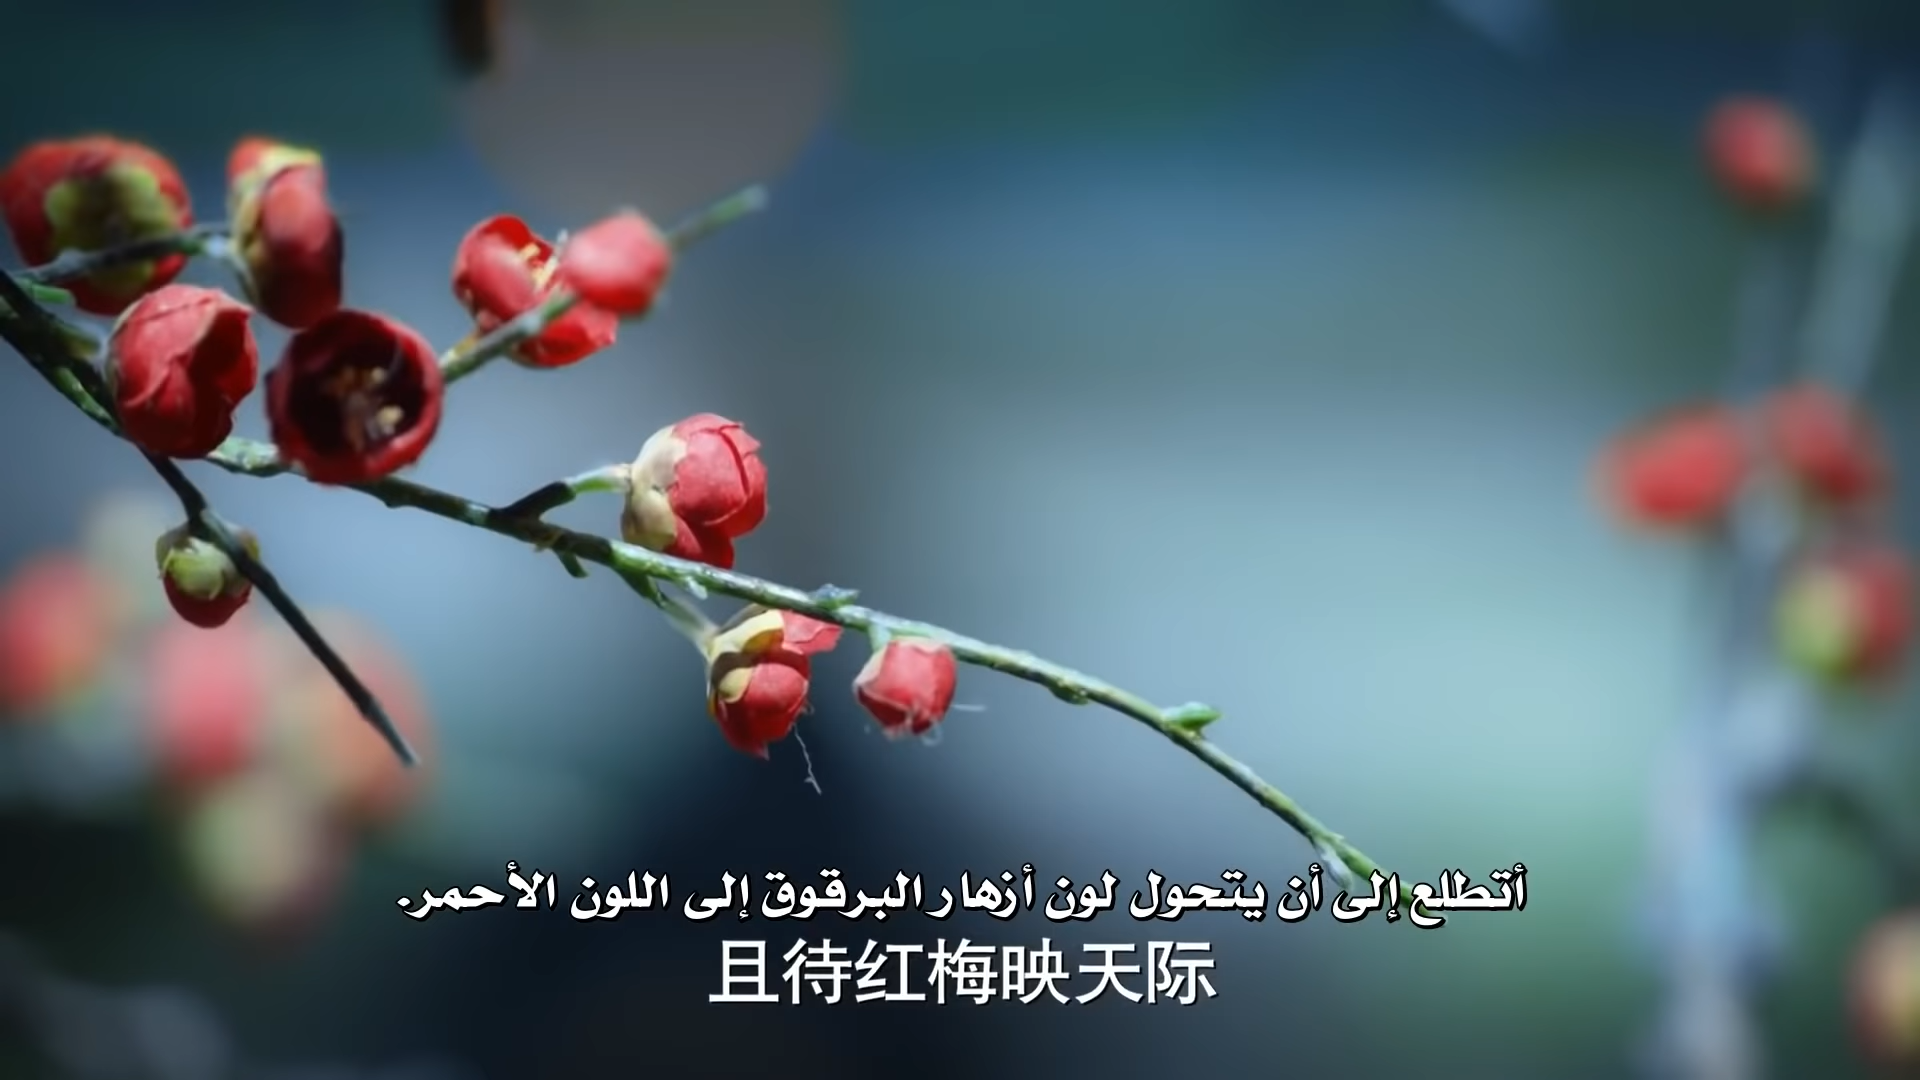 أتطلع إلى أن يتحول لون أزهار البرقوق إلى اللون الأحمر.
且待红梅映天际